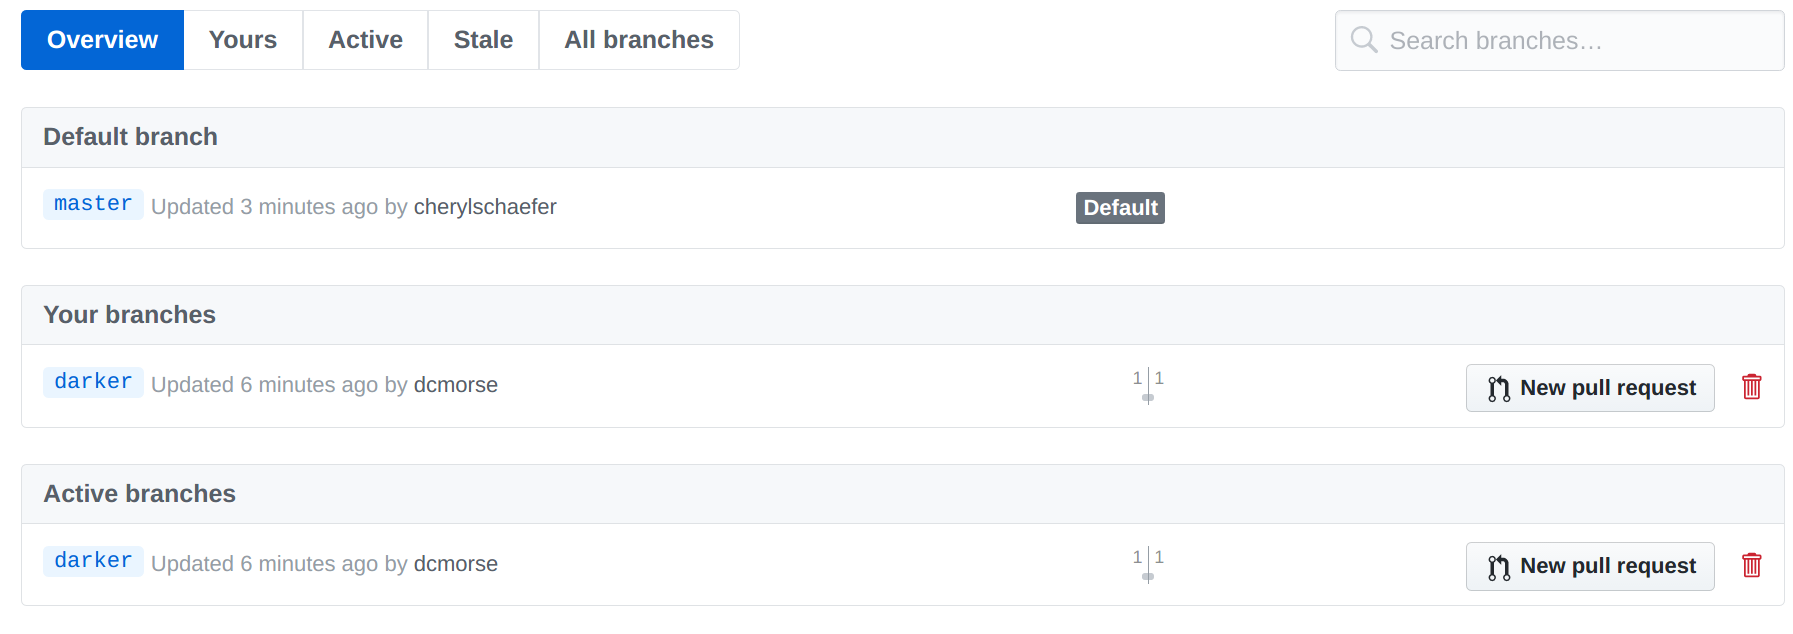 Overview Yours Active Stale All branches Search branches…
Default branch
master Updated 3 minutes ago by cherylschaefer Default
Your branches
darker Updated 6 minutes ago by dcmorse 1 1 New pull request
Active branches
darker Updated 6 minutes ago by dcmorse 1 1 New pull request